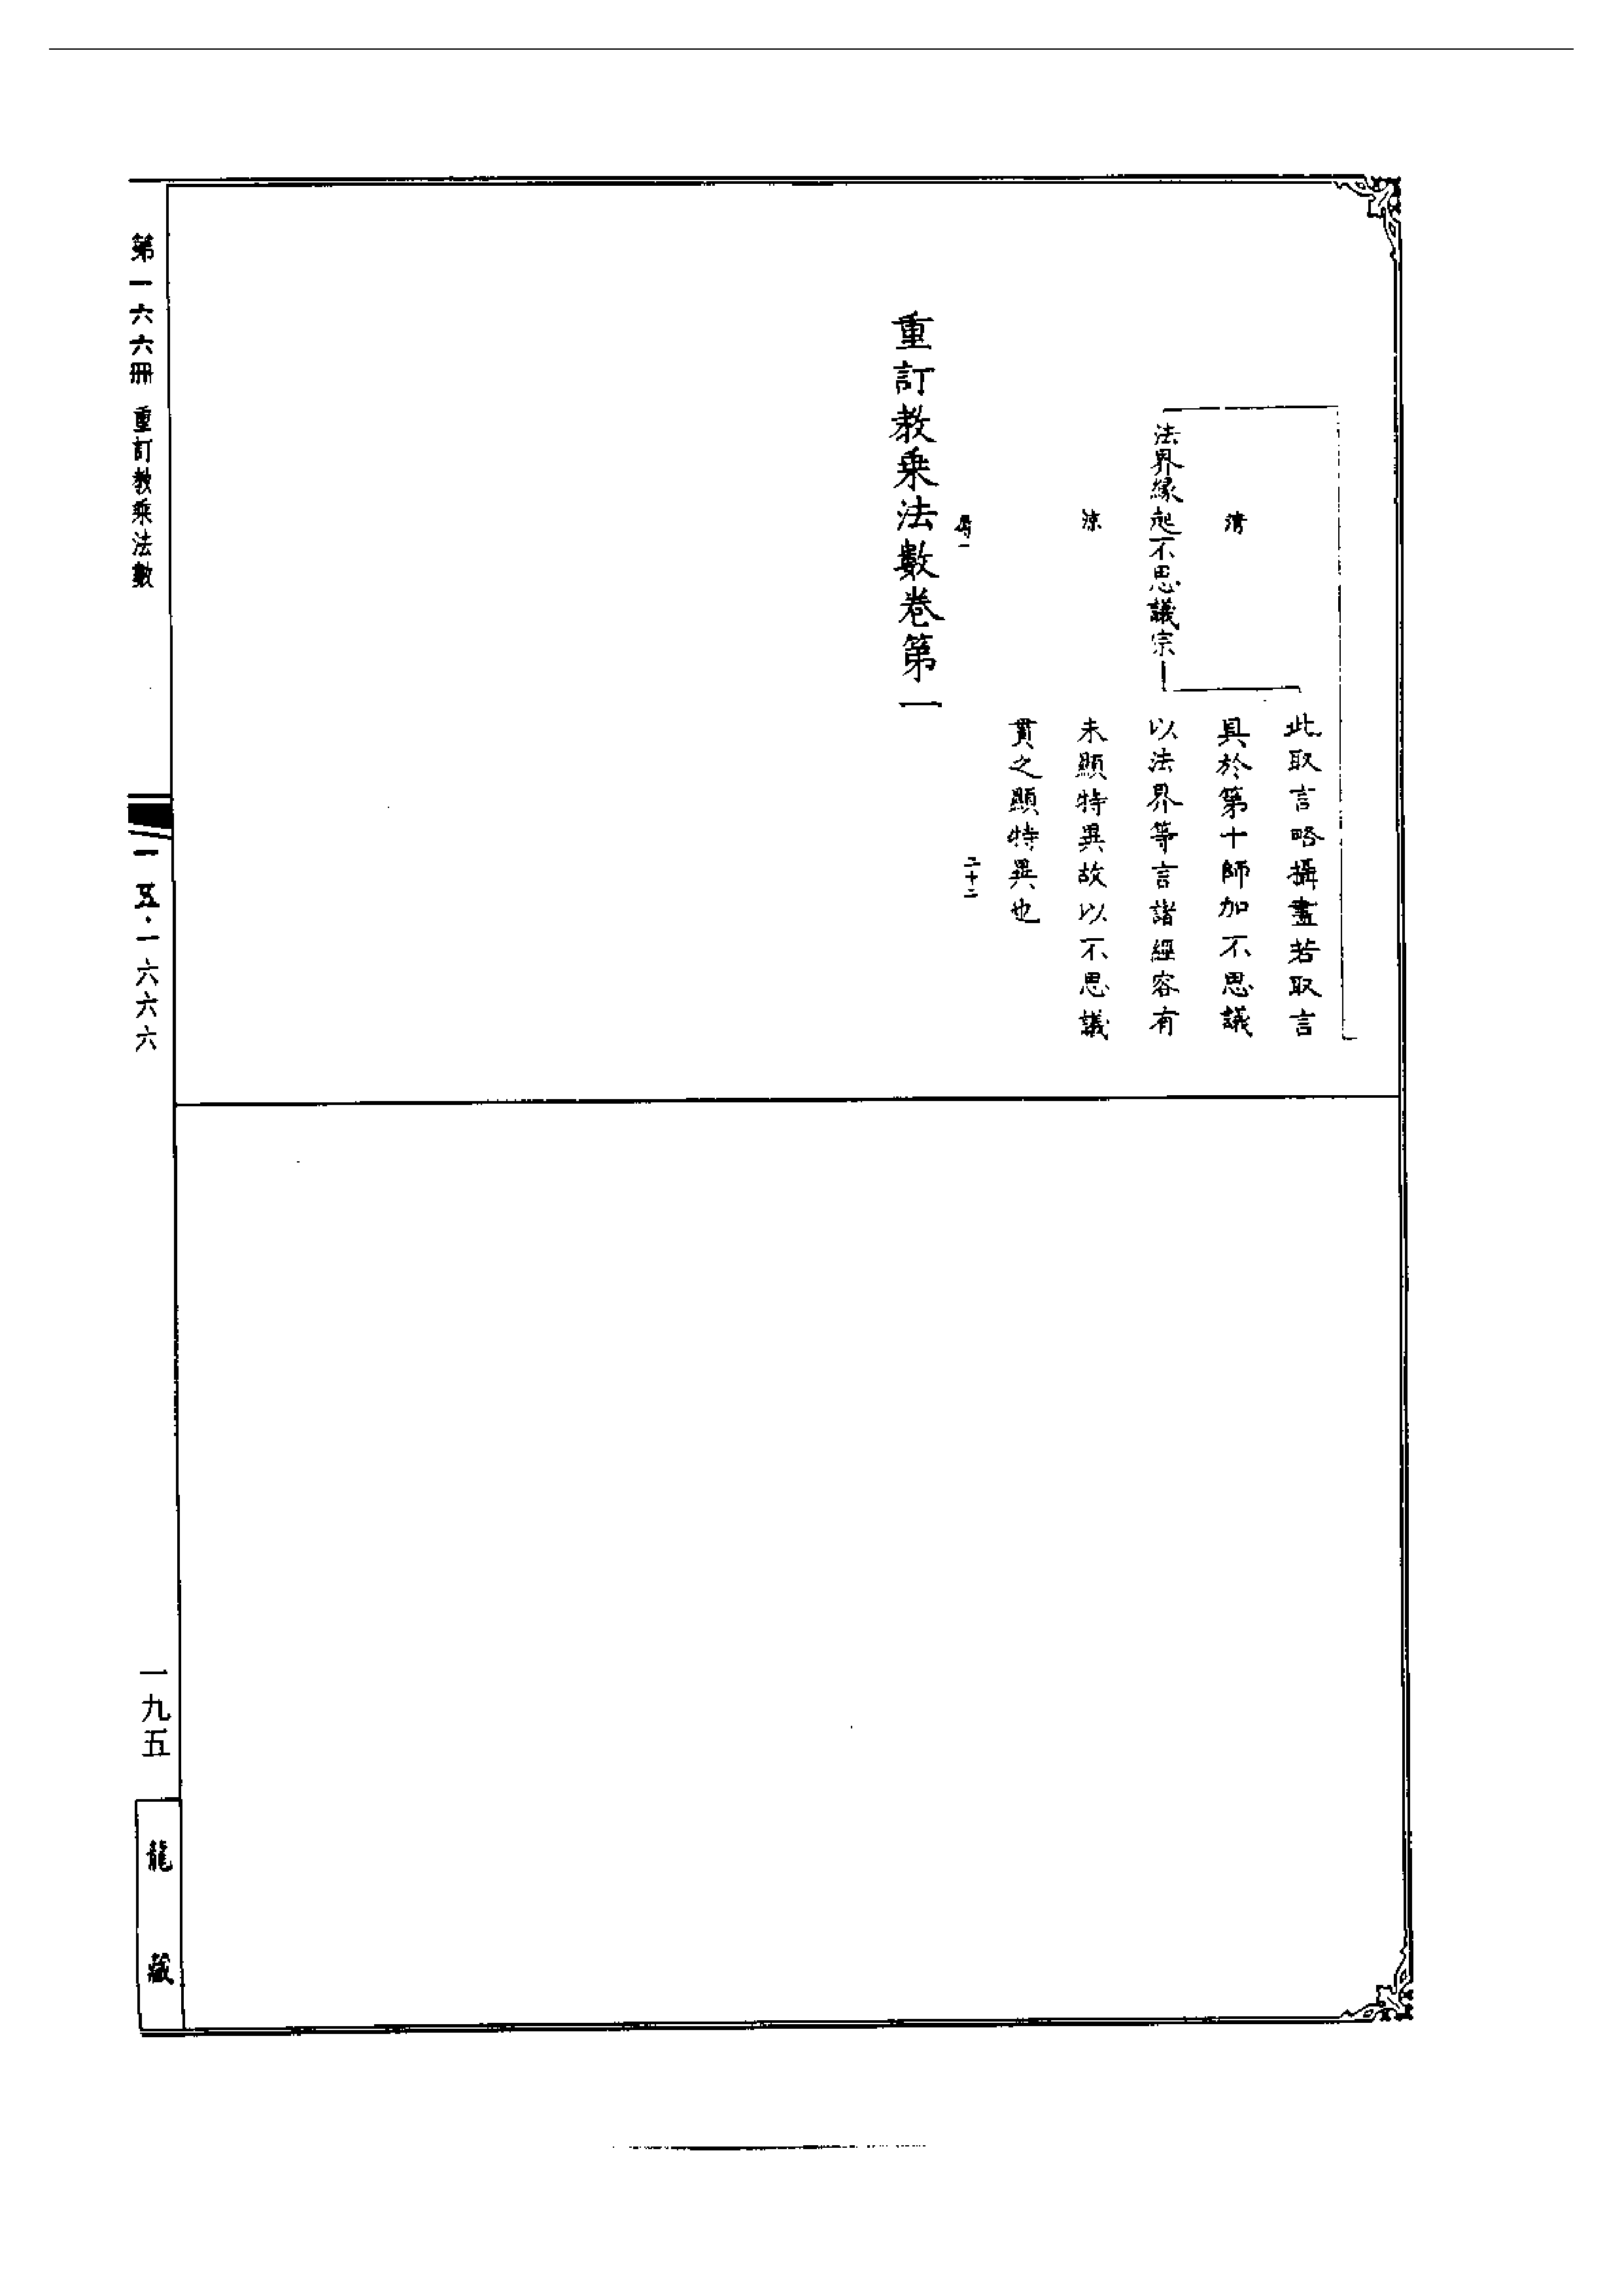 此取言略攝盡若取言
清
具於第十師加不思議
法界緣起不思議宗
以法界等言諸經容有
涼
未顯特異故以不思議
貫之顯特異也
二十二
重訂教乘法數卷第一
第一六六冊 重訂教乘法數
一五·一六六六
一九五
龍藏